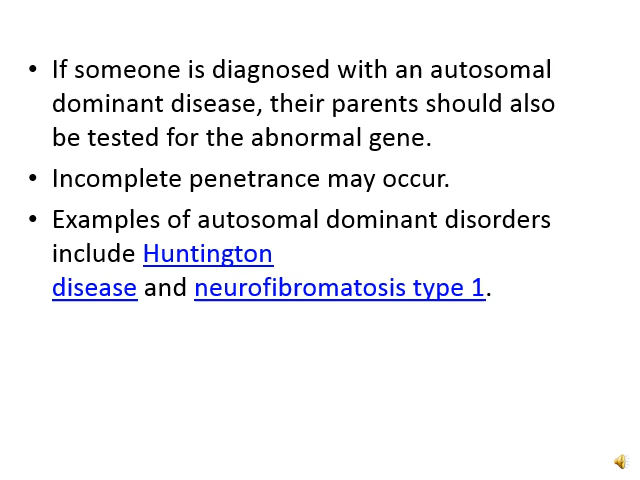 • If someone is diagnosed with an autosomal
dominant disease, their parents should also
be tested for the abnormal gene.
• Incomplete penetrance may occur.
• Examples of autosomal dominant disorders
include Huntington
disease and neurofibromatosis type 1.